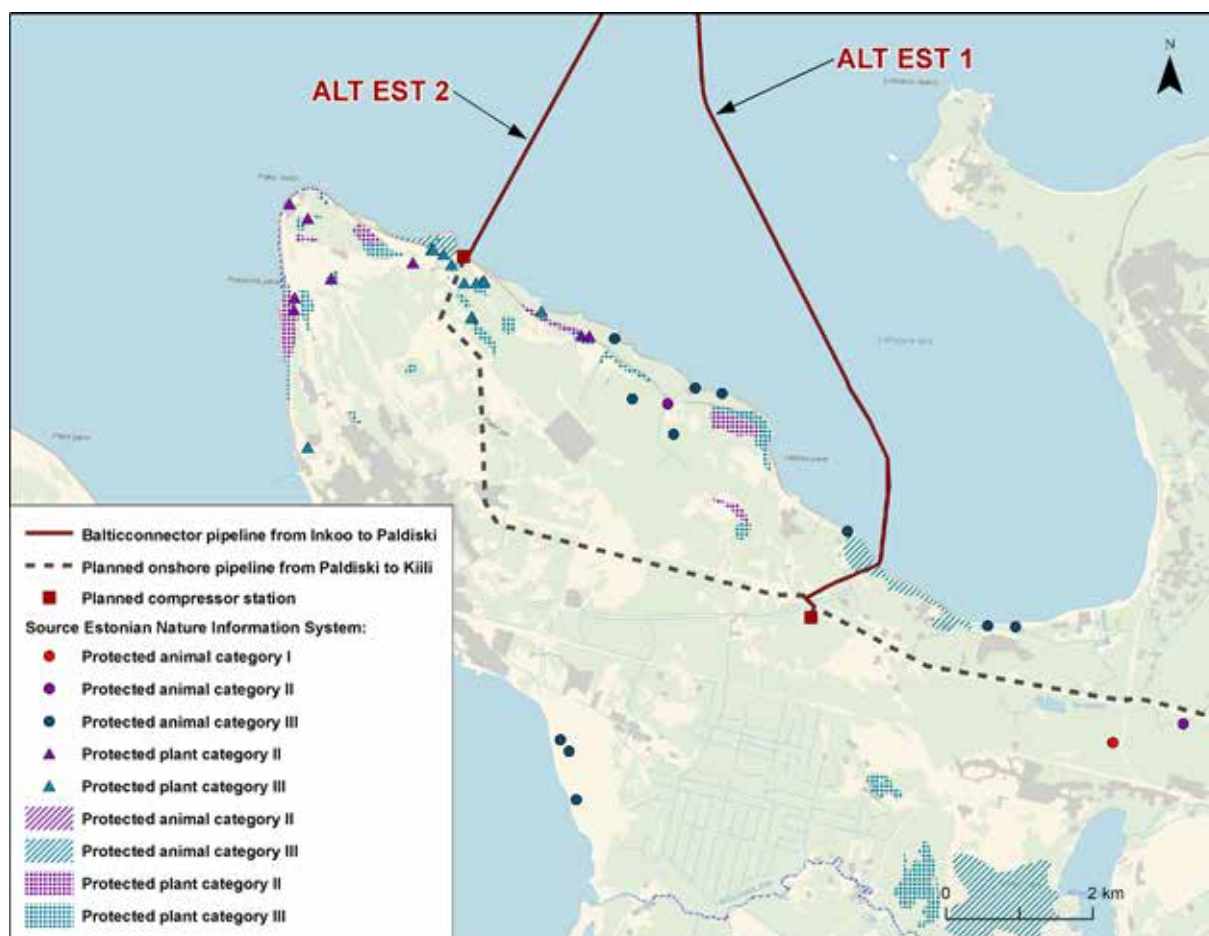 N
ALT EST 1
ALT EST 2
Balticconnector pipeline from Inkoo to Paldiski
Planned onshore pipeline from Paldiski to Kiili
Planned compressor station
Source Estonian Nature Information System:
Protected animal category I
Protected animal category II
Protected animal category III
Protected plant category II
Protected plant category III
Protected animal category II
Protected animal category III
Protected plant category II
Protected plant category III
0 2 km